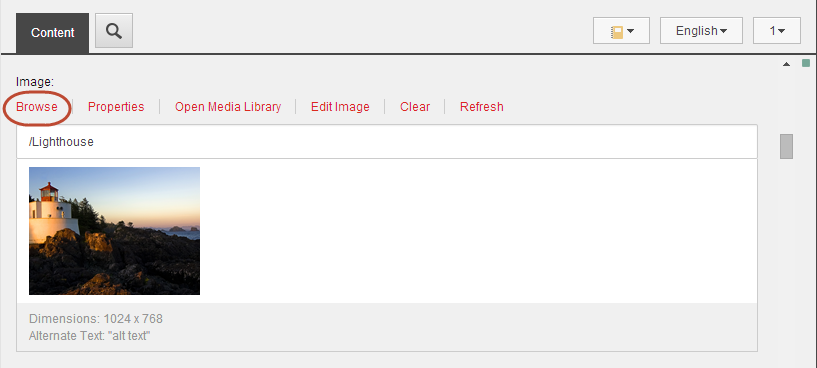 Content
English
1
Image:
Browse Properties Open Media Library Edit Image Clear Refresh
/Lighthouse
Dimensions: 1024 x 768
Alternate Text: "alt text"